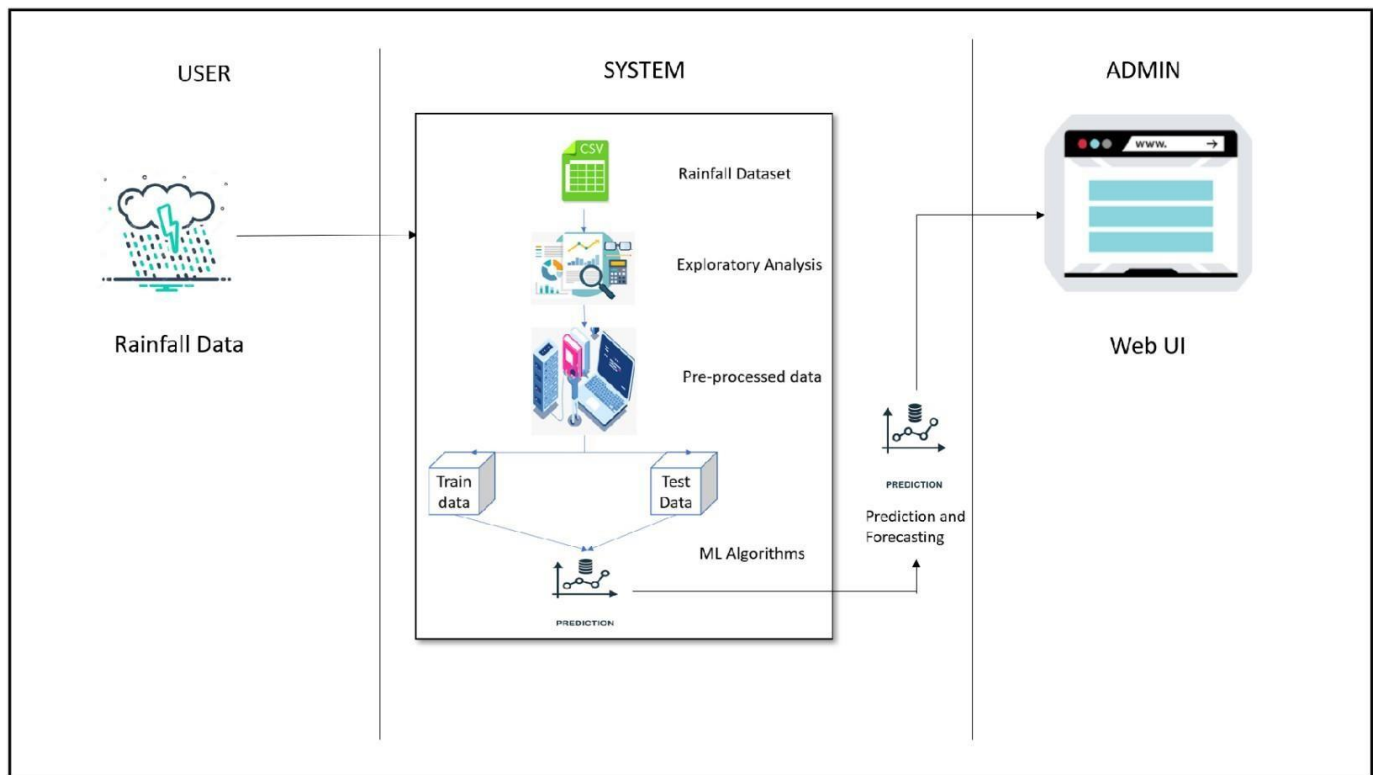 USER
SYSTEM
ADMIN
CSV
Rainfall Dataset
www.
Exploratory Analysis
Rainfall Data
Web UI
Pre-processed data
Train
data
Test
Data
PREDICTION
Prediction and
Forecasting
ML Algorithms
PREDICTION